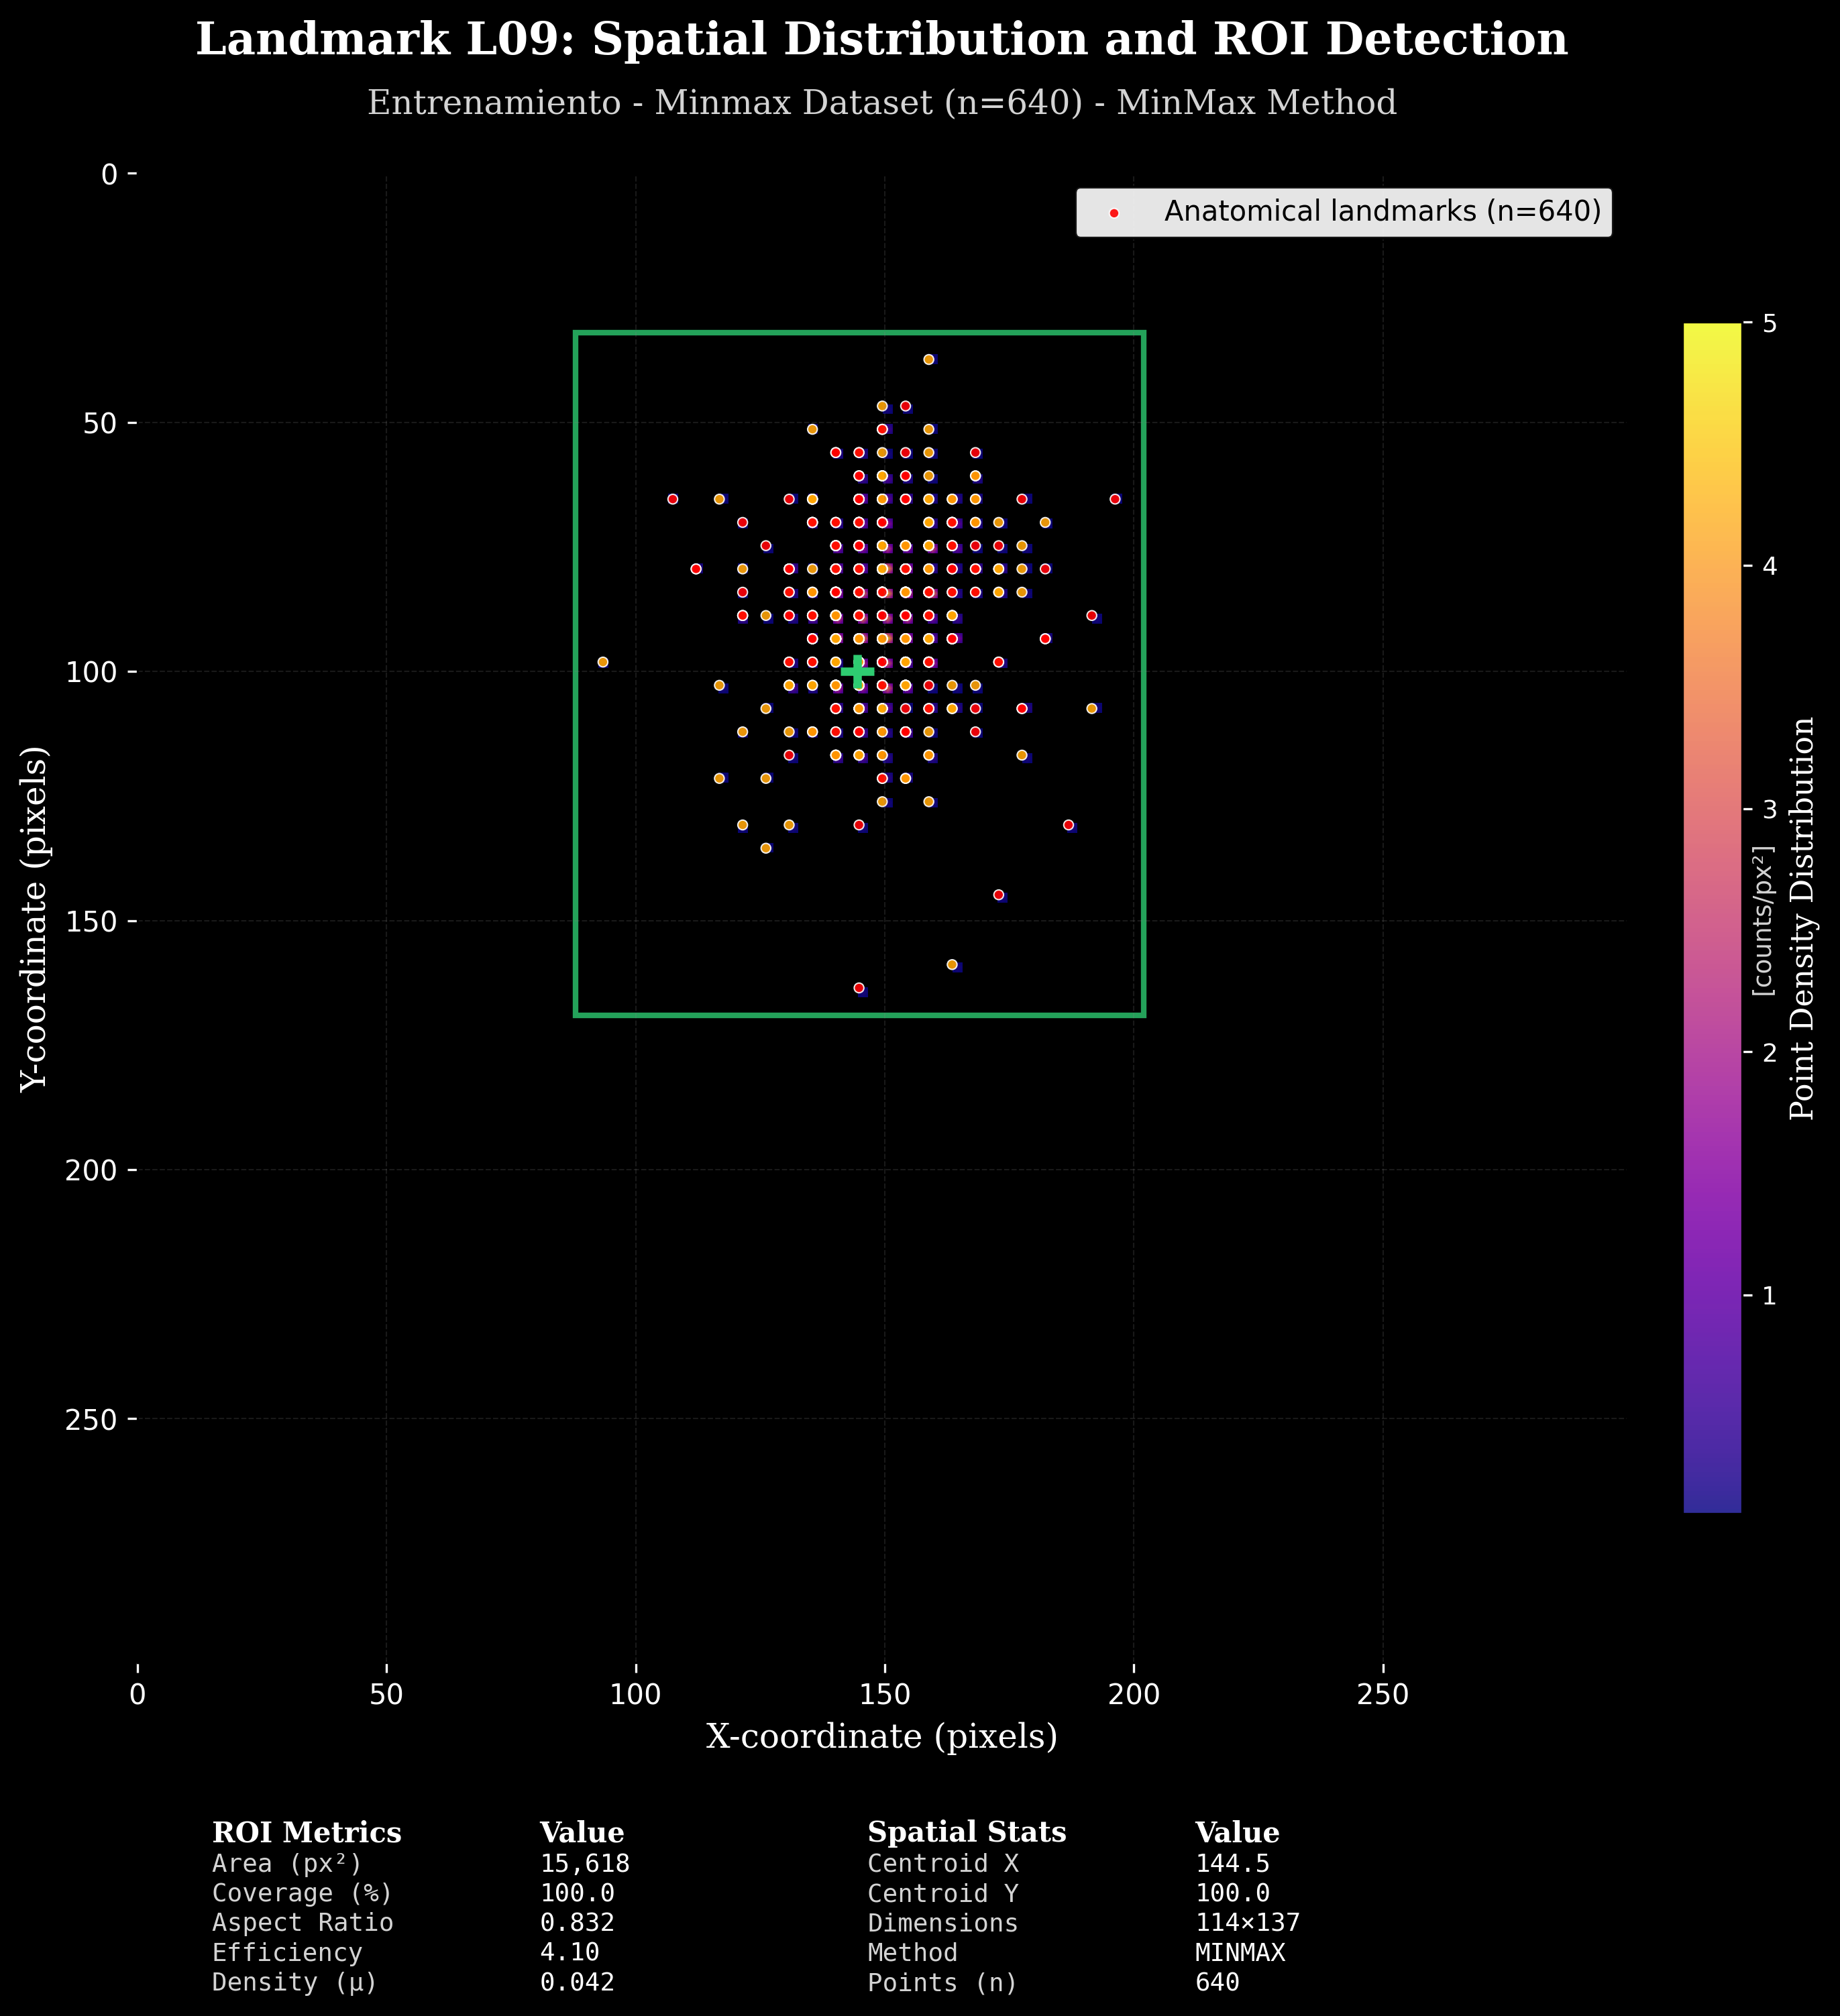 Landmark L09: Spatial Distribution and ROI Detection
Entrenamiento - Minmax Dataset (n=640) - MinMax Method
Anatomical landmarks (n=640)
0
50
100
150
200
250
Y-coordinate (pixels)
0
50
100
150
200
250
X-coordinate (pixels)
5
4
3
2
1
[counts/px²]
Point Density Distribution
ROI Metrics Value Spatial Stats Value
Area (px²) 15,618 Centroid X 144.5
Coverage (%) 100.0 Centroid Y 100.0
Aspect Ratio 0.832 Dimensions 114×137
Efficiency 4.10 Method MINMAX
Density (μ) 0.042 Points (n) 640